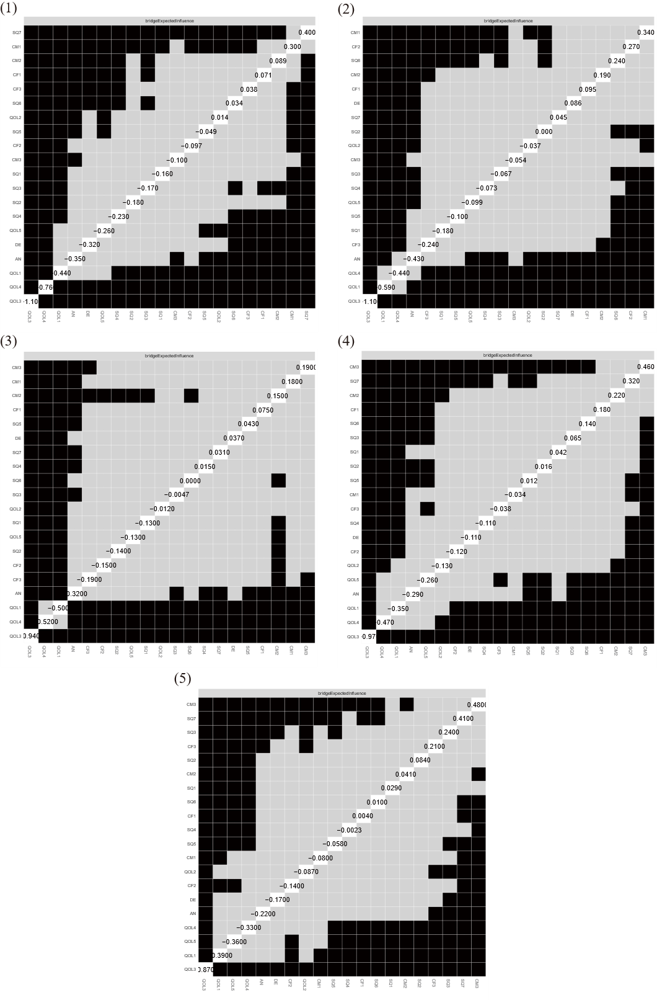 (1)
bridgeExpectedInfluence
SQ7 0.400
CM1 0.300
CM2 0.089
CF1 0.071
CF3 0.038
SQ6 0.034
QOL2 0.014
SQ5 −0.049
CF2 −0.097
CM3 −0.100
SQ1 −0.160
SQ3 −0.170
SQ2 −0.180
SQ4 −0.230
QOL5 −0.260
DE −0.320
AN −0.350
QOL1 0.440
QOL4 0.76
QOL3 1.10
QOL3 QOL4 QOL1 AN DE QOL5 SQ4 SQ2 SQ3 SQ1 CM3 CF2 SQ5 QOL2 SQ6 CF3 CF1 CM2 CM1 SQ7
(2)
bridgeExpectedInfluence
CM1 0.340
CF2 0.270
SQ6 0.240
CM2 0.190
CF1 0.095
DE 0.086
SQ7 0.045
SQ2 0.000
QOL2 −0.037
CM3 −0.054
SQ3 −0.067
SQ4 −0.073
QOL5 −0.099
SQ5 −0.100
SQ1 −0.180
CF3 −0.240
AN −0.430
QOL4 −0.440
QOL1 0.590
QOL3 1.10
QOL3 QOL1 QOL4 AN CF3 SQ1 SQ5 QOL5 SQ4 SQ3 CM3 QOL2 SQ2 SQ7 DE CF1 CM2 SQ6 CF2 CM1
(3)
bridgeExpectedInfluence
CM3 0.1900
CM1 0.1800
CM2 0.1500
CF1 0.0750
SQ5 0.0430
DE 0.0370
SQ7 0.0310
SQ4 0.0150
SQ6 0.0000
SQ3 −0.0047
QOL2 −0.0120
SQ1 −0.1300
QOL5 −0.1300
SQ2 −0.1400
CF2 −0.1500
CF3 −0.1900
AN 0.3200
QOL1 −0.500
QOL4 0.5200
QOL3 0.940
QOL3 QOL4 QOL1 AN CF3 CF2 SQ2 QOL5 SQ1 QOL2 SQ3 SQ6 SQ4 SQ7 DE SQ5 CF1 CM2 CM1 CM3
(4)
bridgeExpectedInfluence
CM3 0.460
SQ7 0.320
CM2 0.220
CF1 0.180
SQ6 0.140
SQ3 0.065
SQ1 0.042
SQ2 0.016
SQ5 0.012
CM1 −0.034
CF3 −0.038
SQ4 −0.110
DE −0.110
CF2 −0.120
QOL2 −0.130
QOL5 −0.260
AN −0.290
QOL1 −0.350
QOL4 0.470
QOL3 0.97
QOL3 QOL4 QOL1 AN QOL5 QOL2 CF2 DE SQ4 CF3 CM1 SQ5 SQ2 SQ1 SQ3 SQ6 CF1 CM2 SQ7 CM3
(5)
bridgeExpectedInfluence
CM3 0.4800
SQ7 0.4100
SQ3 0.2400
CF3 0.2100
SQ2 0.0840
CM2 0.0410
SQ1 0.0290
SQ6 0.0100
CF1 0.0040
SQ4 −0.0023
SQ5 −0.0580
CM1 −0.0800
QOL2 −0.0870
CF2 −0.1400
DE −0.1700
AN −0.2200
QOL4 −0.3300
QOL5 −0.3600
QOL1 0.3900
QOL3 0.870
QOL3 QOL1 QOL5 QOL4 AN DE CF2 QOL2 CM1 SQ5 SQ4 CF1 SQ6 SQ1 CM2 SQ2 CF3 SQ3 SQ7 CM3